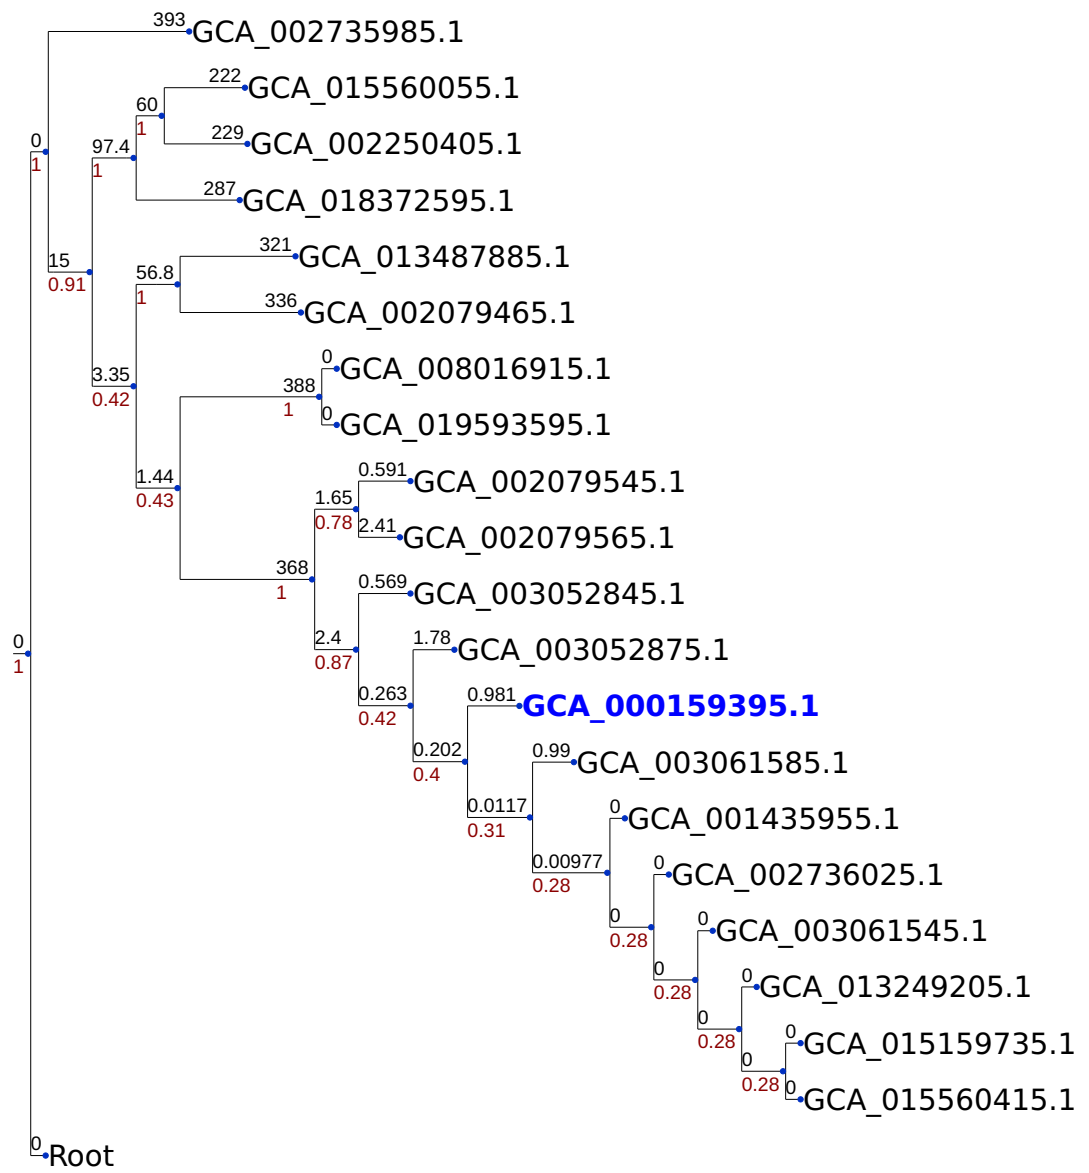 393
GCA_002735985.1
222
GCA_015560055.1
60
1
229
GCA_002250405.1
0
1
97.4
1
287
GCA_018372595.1
321
GCA_013487885.1
15
0.91
56.8
1
336
GCA_002079465.1
0
GCA_008016915.1
3.35
0.42
388
1
0
GCA_019593595.1
1.44
0.43
0.591
GCA_002079545.1
1.65
0.78
2.41
GCA_002079565.1
368
1
0.569
GCA_003052845.1
0
1
2.4
0.87
1.78
GCA_003052875.1
0.263
0.42
0.981
GCA_000159395.1
0.202
0.4
0.99
GCA_003061585.1
0.0117
0.31
0
GCA_001435955.1
0.00977
0.28
0
GCA_002736025.1
0
0.28
0
GCA_003061545.1
0
0.28
0
GCA_013249205.1
0
0.28
0
GCA_015159735.1
0
0.28
0
GCA_015560415.1
0
Root